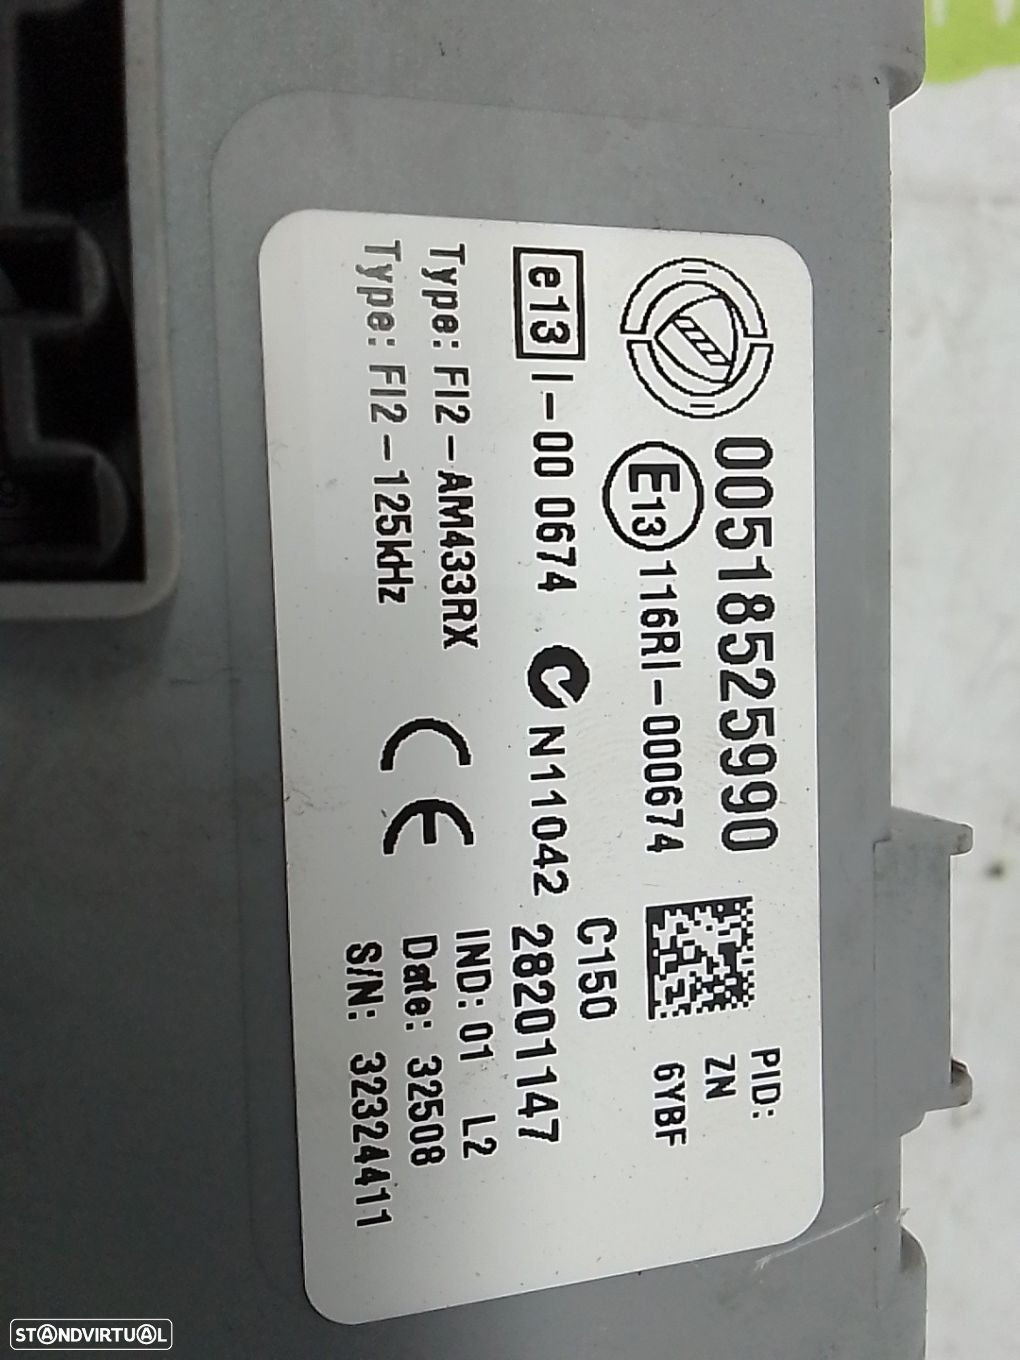 00518525990
E13 116RI-000674
e13 I-00 0674
N11042
Type: FI2-AM433RX
Type: FI2-125kHz
CE
PID:
ZN
6YBF
C150
28201147
IND: 01 L2
Date: 32508
S/N: 32324411
STANDVIRTUAL